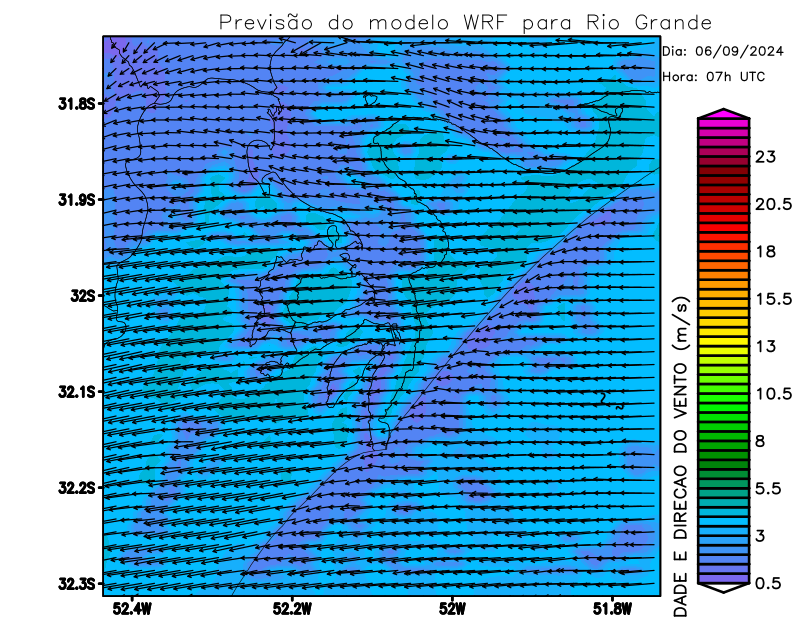 Previsão do modelo WRF para Rio Grande
Dia: 06/09/2024
Hora: 07h UTC
31.8S
31.9S
32S
32.1S
32.2S
32.3S
52.4W
52.2W
52W
51.8W
23
20.5
18
15.5
13
10.5
8
5.5
3
0.5
DADE E DIRECAO DO VENTO (m/s)